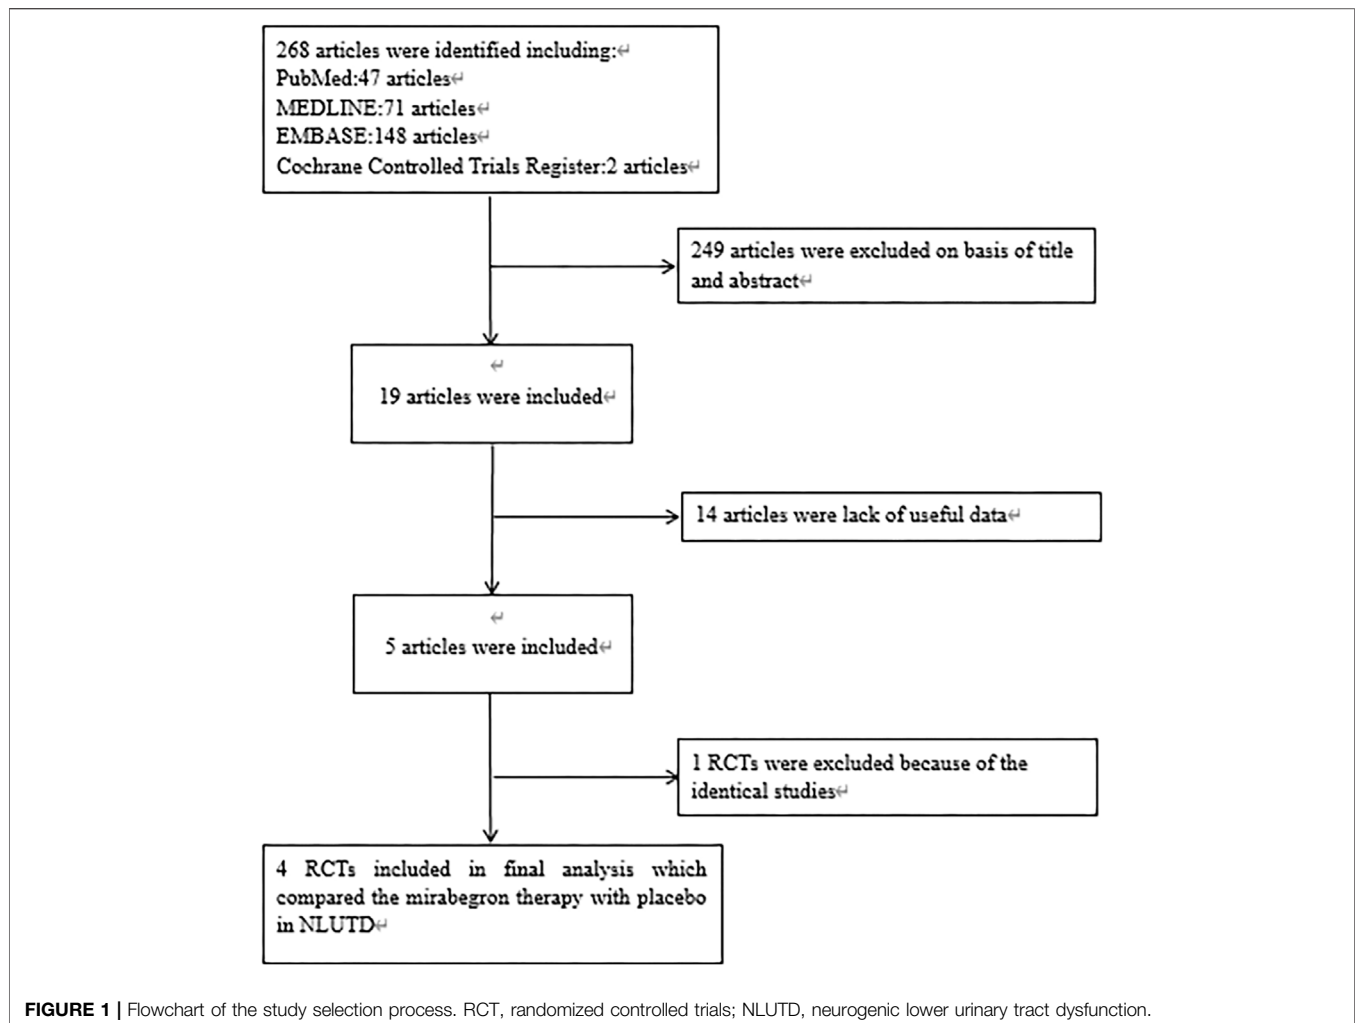 268 articles were identified including:↵
PubMed:47 articles↵
MEDLINE:71 articles↵
EMBASE:148 articles↵
Cochrane Controlled Trials Register:2 articles↵
249 articles were excluded on basis of title
and abstract↵
↵
19 articles were included↵
14 articles were lack of useful data↵
↵
5 articles were included↵
1 RCTs were excluded because of the
identical studies↵
4 RCTs included in final analysis which
compared the mirabegron therapy with placebo
in NLUTD↵
FIGURE 1 | Flowchart of the study selection process. RCT, randomized controlled trials; NLUTD, neurogenic lower urinary tract dysfunction.